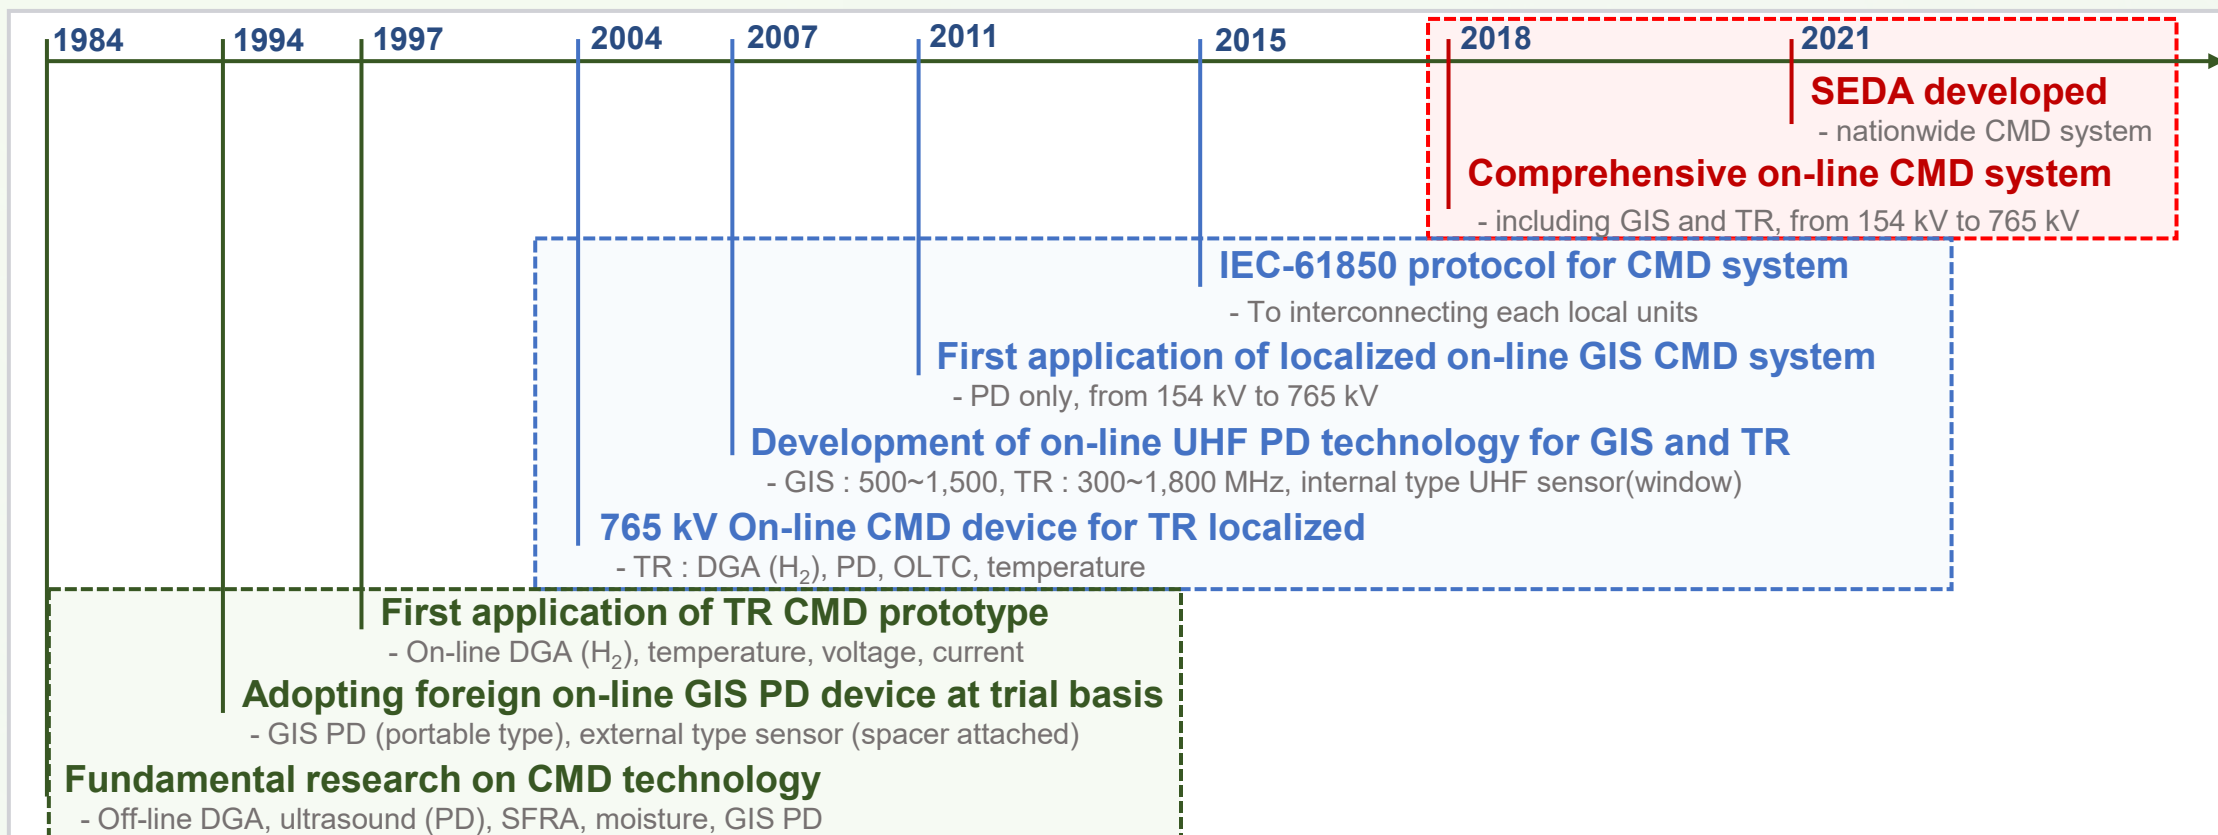 1984 1994 1997 2004 2007 2011 2015 2018 2021
SEDA developed
- nationwide CMD system
Comprehensive on-line CMD system
- including GIS and TR, from 154 kV to 765 kV
IEC-61850 protocol for CMD system
- To interconnecting each local units
First application of localized on-line GIS CMD system
- PD only, from 154 kV to 765 kV
Development of on-line UHF PD technology for GIS and TR
- GIS : 500~1,500, TR : 300~1,800 MHz, internal type UHF sensor(window)
765 kV On-line CMD device for TR localized
- TR : DGA (H₂), PD, OLTC, temperature
First application of TR CMD prototype
- On-line DGA (H₂), temperature, voltage, current
Adopting foreign on-line GIS PD device at trial basis
- GIS PD (portable type), external type sensor (spacer attached)
Fundamental research on CMD technology
- Off-line DGA, ultrasound (PD), SFRA, moisture, GIS PD